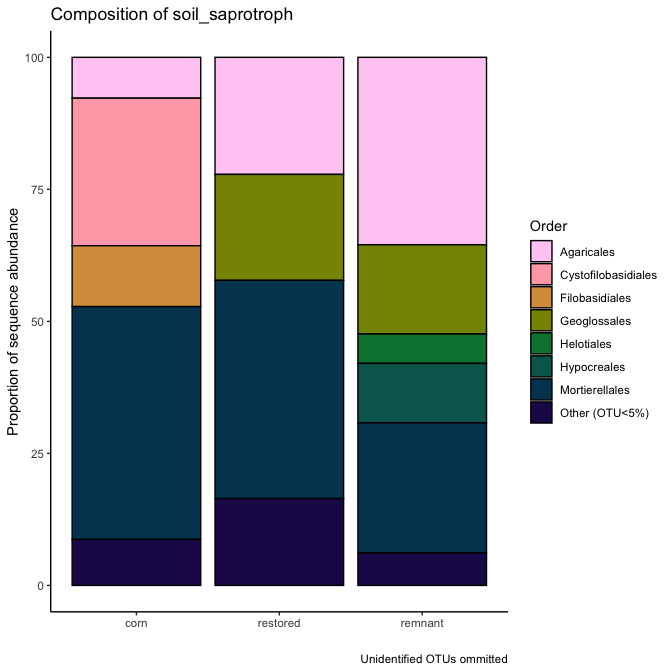 Composition of soil_saprotroph
Proportion of sequence abundance
100
75
50
25
0
corn
restored
remnant
Order
Agaricales
Cystofilobasidiales
Filobasidiales
Geoglossales
Helotiales
Hypocreales
Mortierellales
Other (OTU<5%)
Unidentified OTUs ommitted